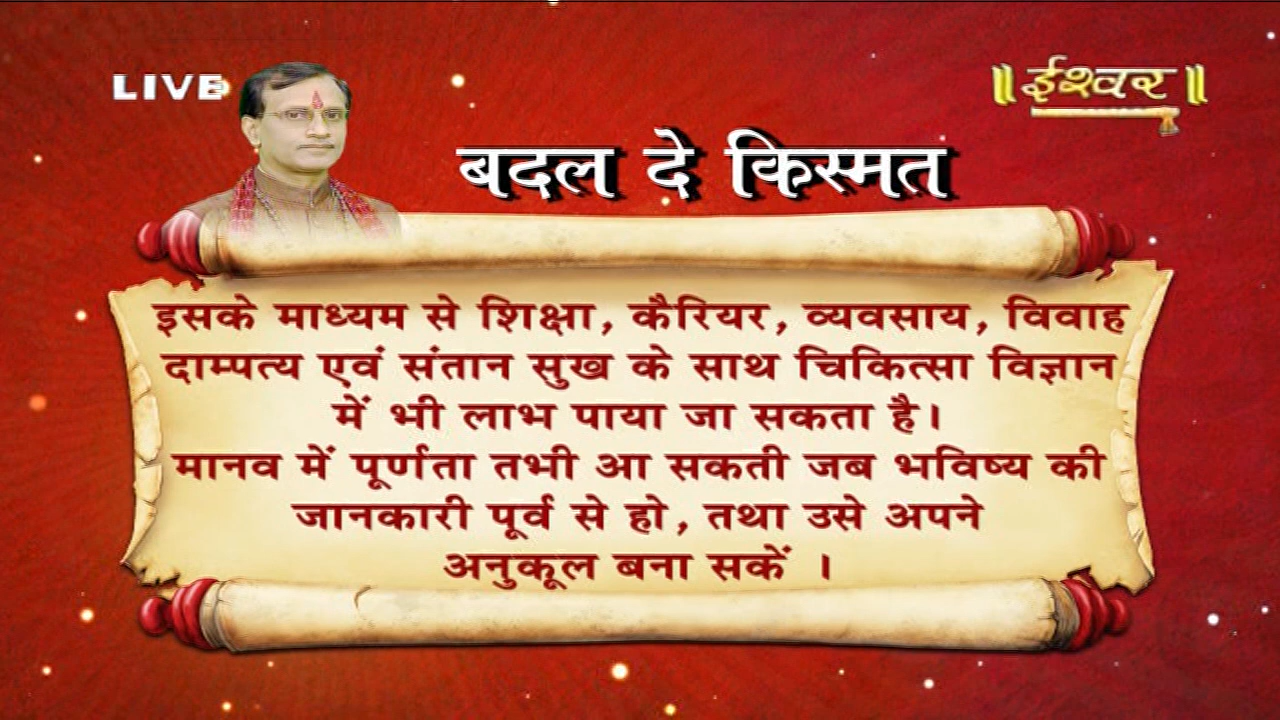 LIVE
॥ईश्वर॥
बदल दे किस्मत
इसके माध्यम से शिक्षा, कैरियर, व्यवसाय, विवाह
दाम्पत्य एवं संतान सुख के साथ चिकित्सा विज्ञान
में भी लाभ पाया जा सकता है।
मानव में पूर्णता तभी आ सकती जब भविष्य की
जानकारी पूर्व से हो, तथा उसे अपने
अनुकूल बना सकें ।